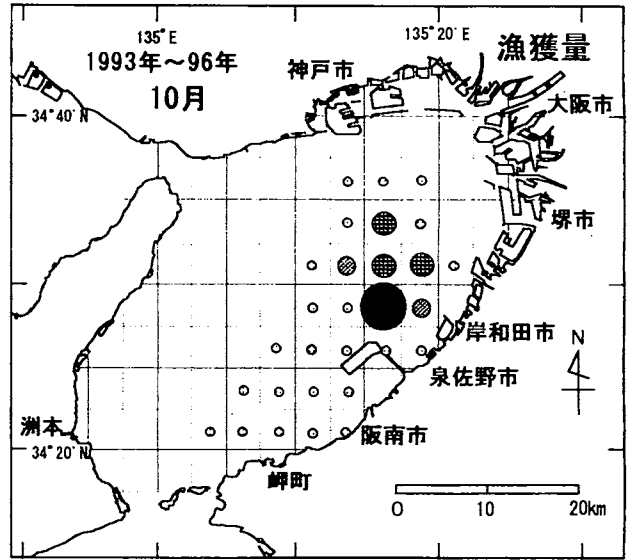 135°E
135°20'E
1993年～96年
10月
神戸市
漁獲量
大阪市
34°40'N
堺市
岸和田市
N
泉佐野市
洲本
阪南市
34°20'N
岬町
0 10 20km